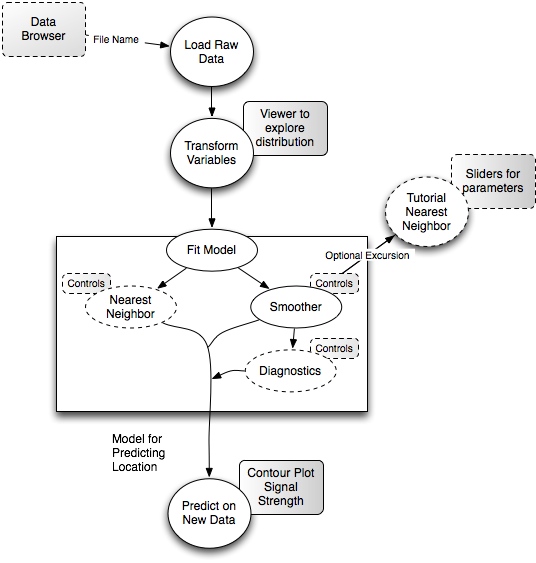 Data
Browser
File Name
Load Raw
Data
Viewer to
explore
distribution
Transform
Variables
Sliders for
parameters
Tutorial
Nearest
Neighbor
Fit Model
Optional Excursion
Controls
Nearest
Neighbor
Controls
Smoother
Controls
Diagnostics
Model for
Predicting
Location
Contour Plot
Signal
Strength
Predict on
New Data